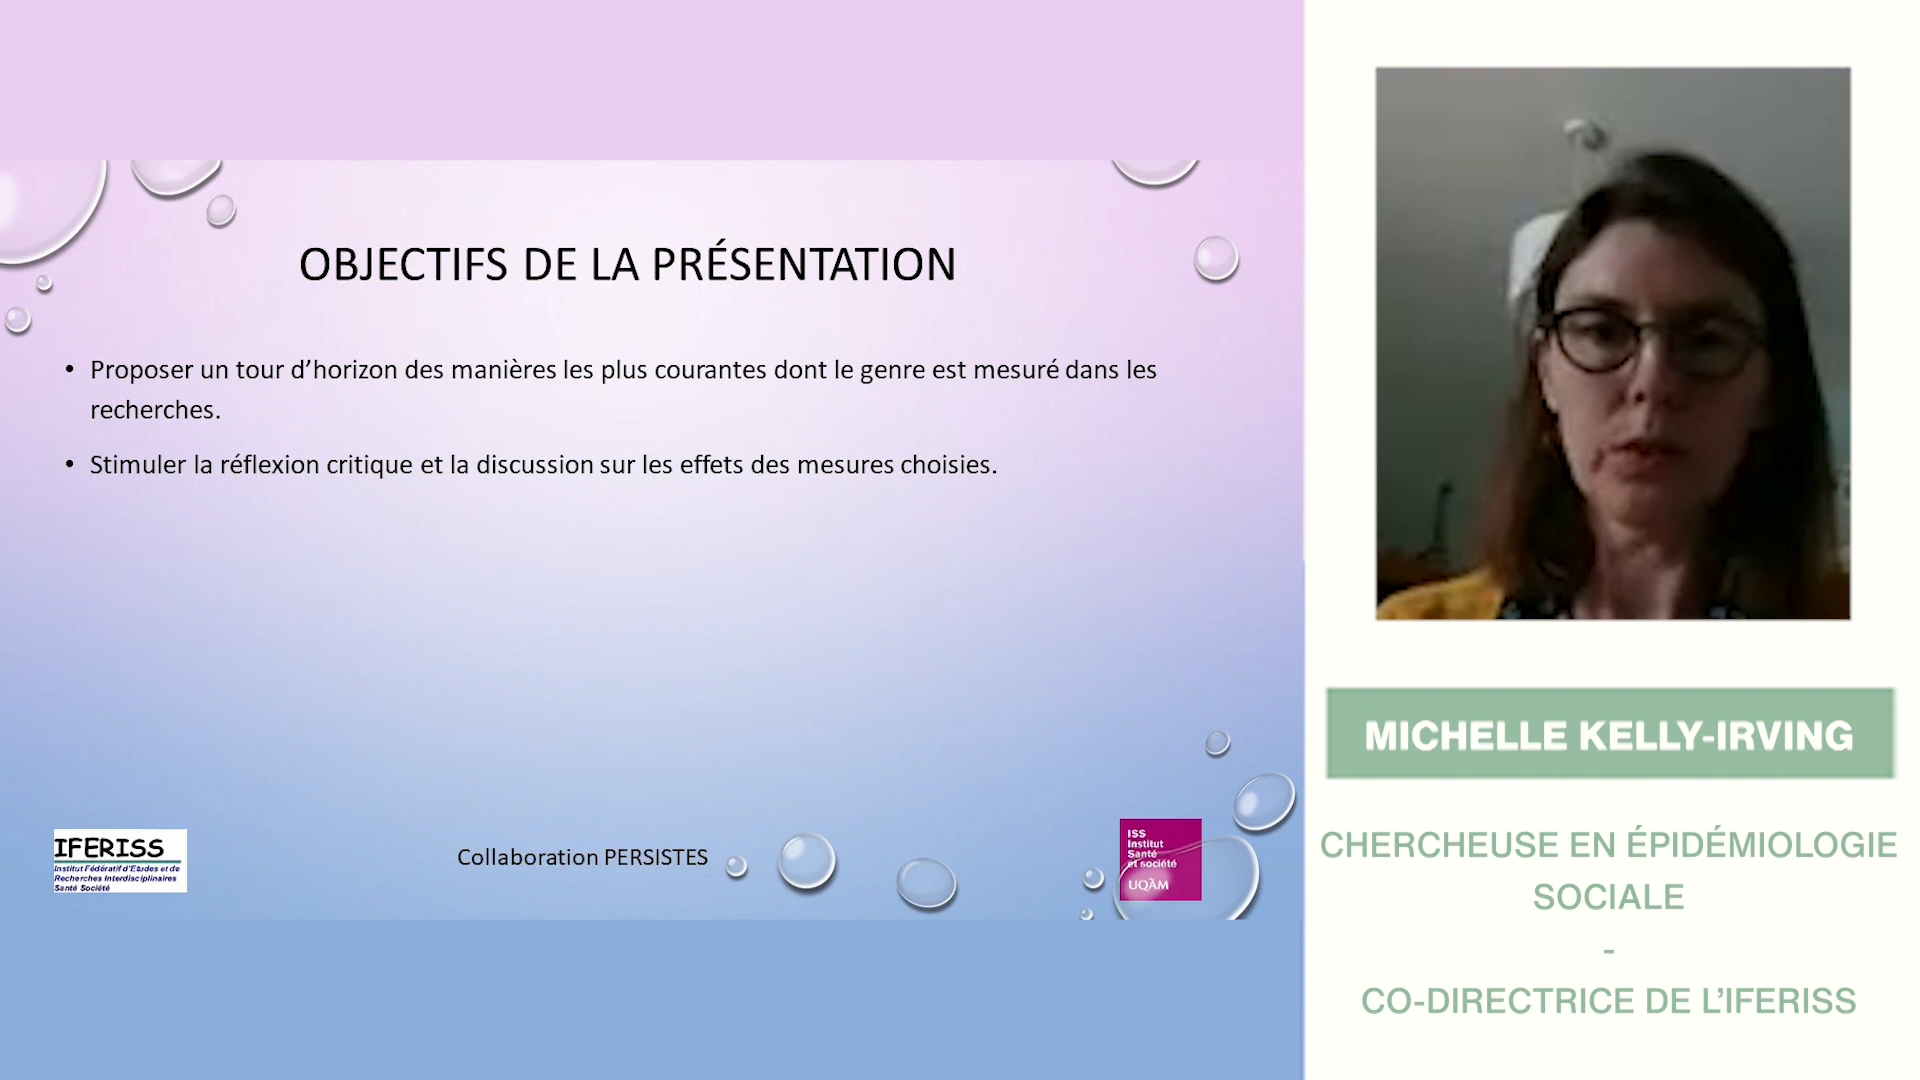 OBJECTIFS DE LA PRÉSENTATION
• Proposer un tour d’horizon des manières les plus courantes dont le genre est mesuré dans les
recherches.
• Stimuler la réflexion critique et la discussion sur les effets des mesures choisies.
IFERISS
Institut Fédératif d'Etudes et de
Recherches Interdisciplinaires
Santé Société
Collaboration PERSISTES
ISS
Institut
Santé
et société
UQÀM
MICHELLE KELLY-IRVING
CHERCHEUSE EN ÉPIDÉMIOLOGIE
SOCIALE
-
CO-DIRECTRICE DE L’IFERISS